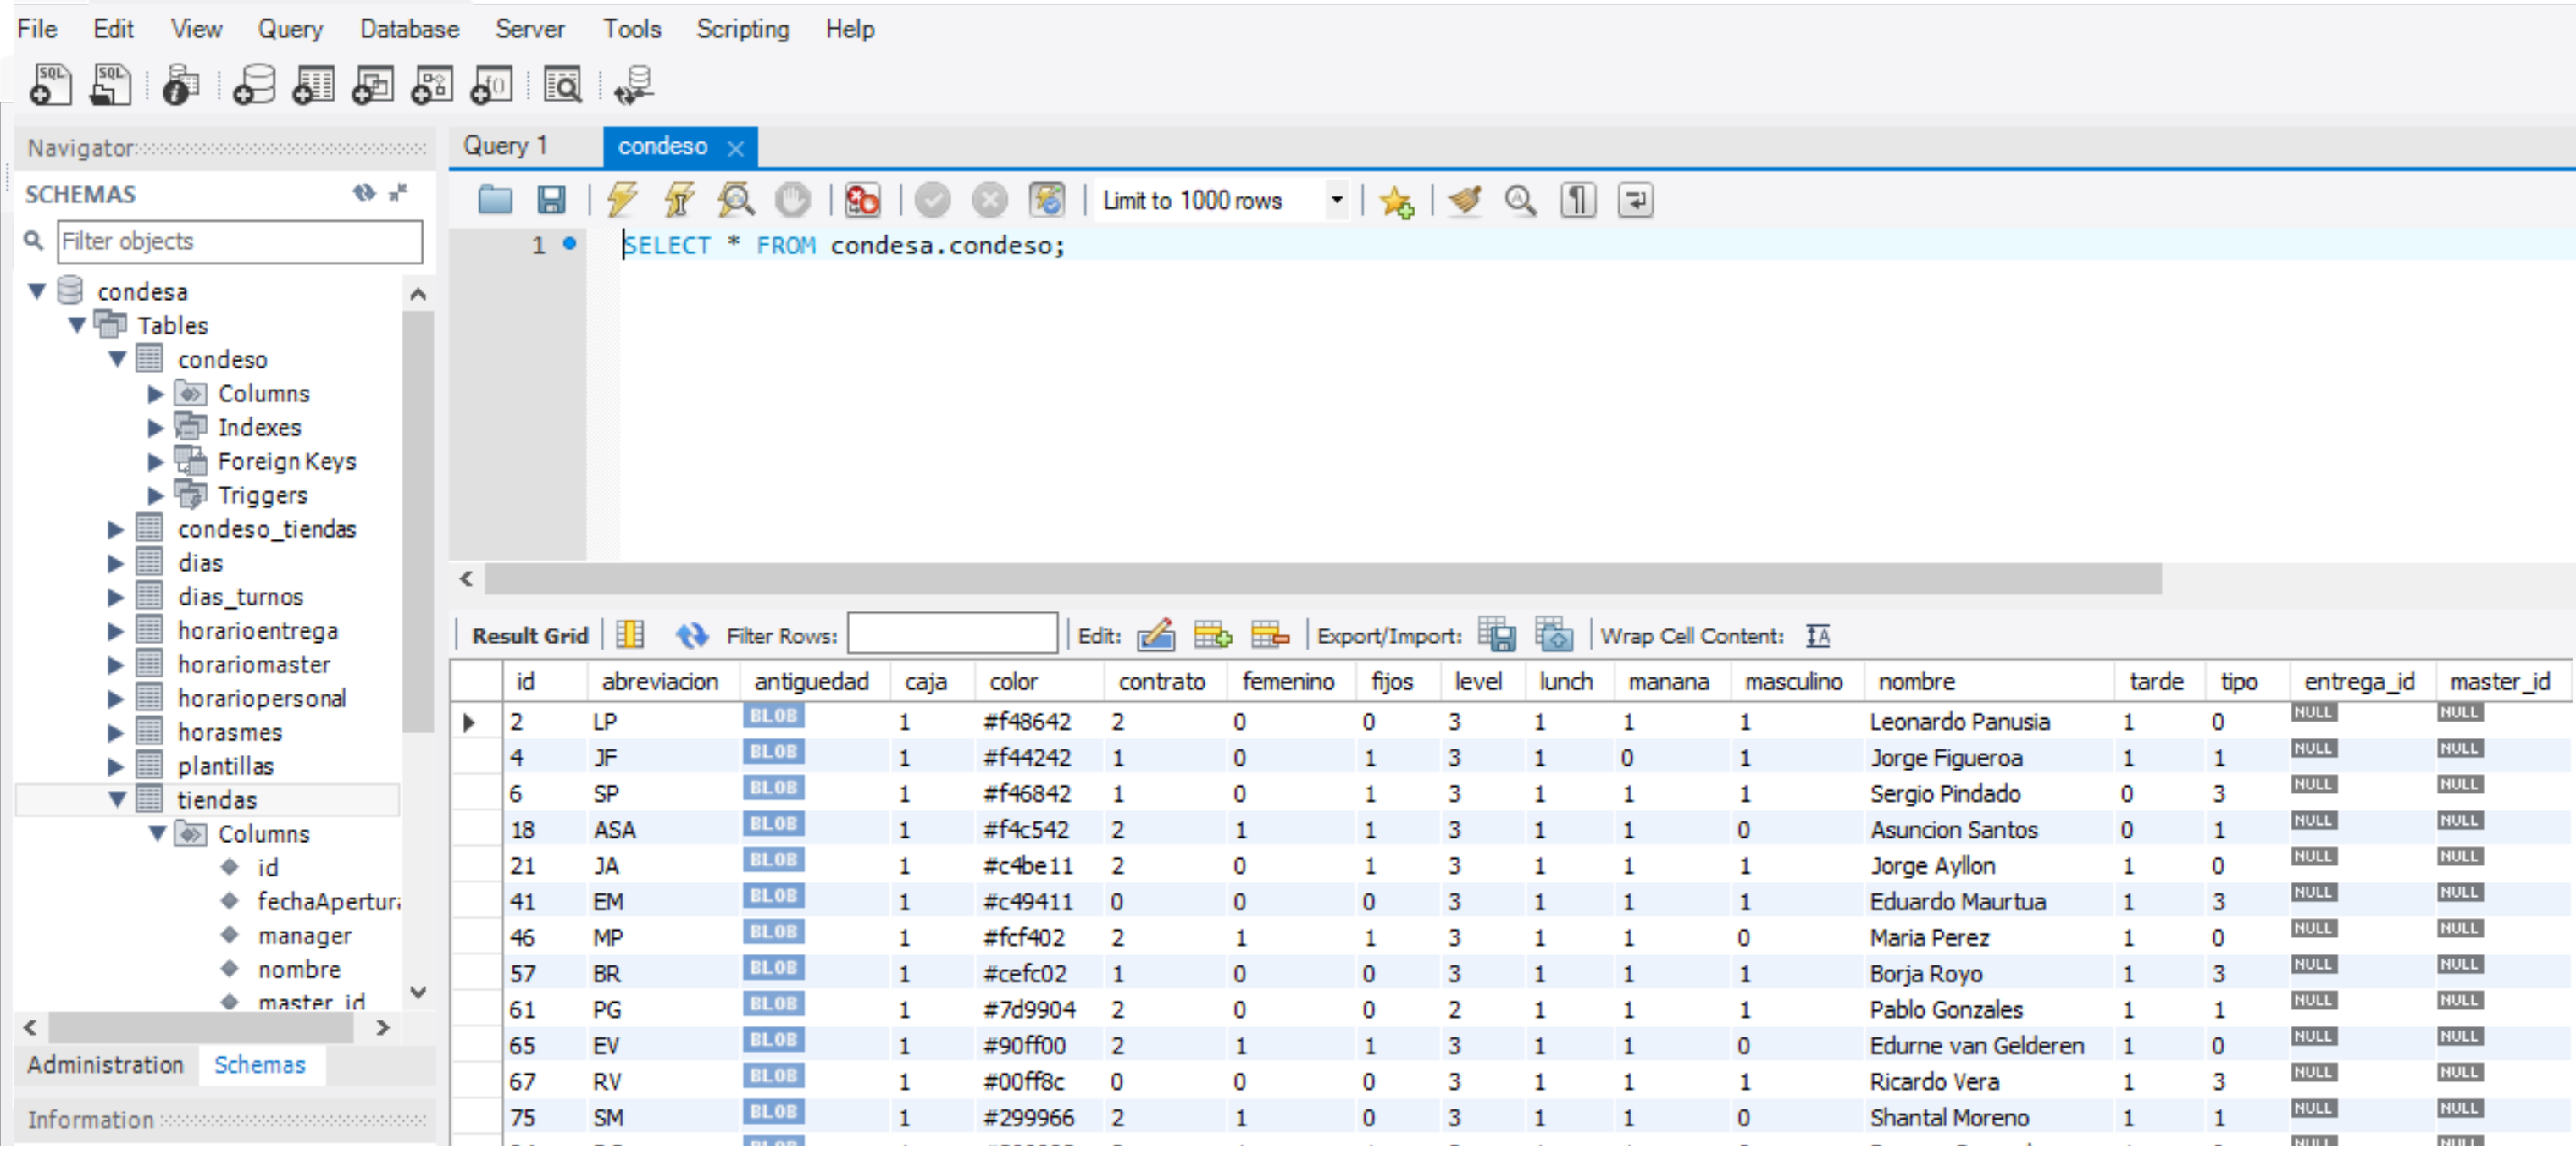 File Edit View Query Database Server Tools Scripting Help
SQL SQL
Navigator
Query 1 condeso
SCHEMAS
Limit to 1000 rows
Filter objects
1 SELECT * FROM condesa.condeso;
condesa
Tables
condeso
Columns
Indexes
Foreign Keys
Triggers
condeso_tiendas
dias
dias_turnos
horarioentrega
horariomaster
horariopersonal
horasmes
plantillas
tiendas
Columns
id
fechaApertura
manager
nombre
master_id
Administration Schemas
Information
Result Grid Filter Rows: Edit: Export/Import: Wrap Cell Content:
id abreviacion antiguedad caja color contrato femenino fijos level lunch manana masculino nombre tarde tipo entrega_id master_id
2 LP BLOB 1 #f48642 2 0 0 3 1 1 1 Leonardo Panusia 1 0 NULL NULL
4 JF BLOB 1 #f44242 1 0 1 3 1 0 1 Jorge Figueroa 1 1 NULL NULL
6 SP BLOB 1 #f46842 1 0 1 3 1 1 1 Sergio Pindado 0 3 NULL NULL
18 ASA BLOB 1 #f4c542 2 1 1 3 1 1 0 Asuncion Santos 0 1 NULL NULL
21 JA BLOB 1 #c4be11 2 0 1 3 1 1 1 Jorge Ayllon 1 0 NULL NULL
41 EM BLOB 1 #c49411 0 0 0 3 1 1 1 Eduardo Maurtua 1 3 NULL NULL
46 MP BLOB 1 #fcf402 2 1 1 3 1 1 0 Maria Perez 1 0 NULL NULL
57 BR BLOB 1 #cefc02 1 0 0 3 1 1 1 Borja Royo 1 3 NULL NULL
61 PG BLOB 1 #7d9904 2 0 0 2 1 1 1 Pablo Gonzales 1 1 NULL NULL
65 EV BLOB 1 #90ff00 2 1 1 3 1 1 0 Edurne van Gelderen 1 0 NULL NULL
67 RV BLOB 1 #00ff8c 0 0 0 3 1 1 1 Ricardo Vera 1 3 NULL NULL
75 SM BLOB 1 #299966 2 1 0 3 1 1 0 Shantal Moreno 1 1 NULL NULL